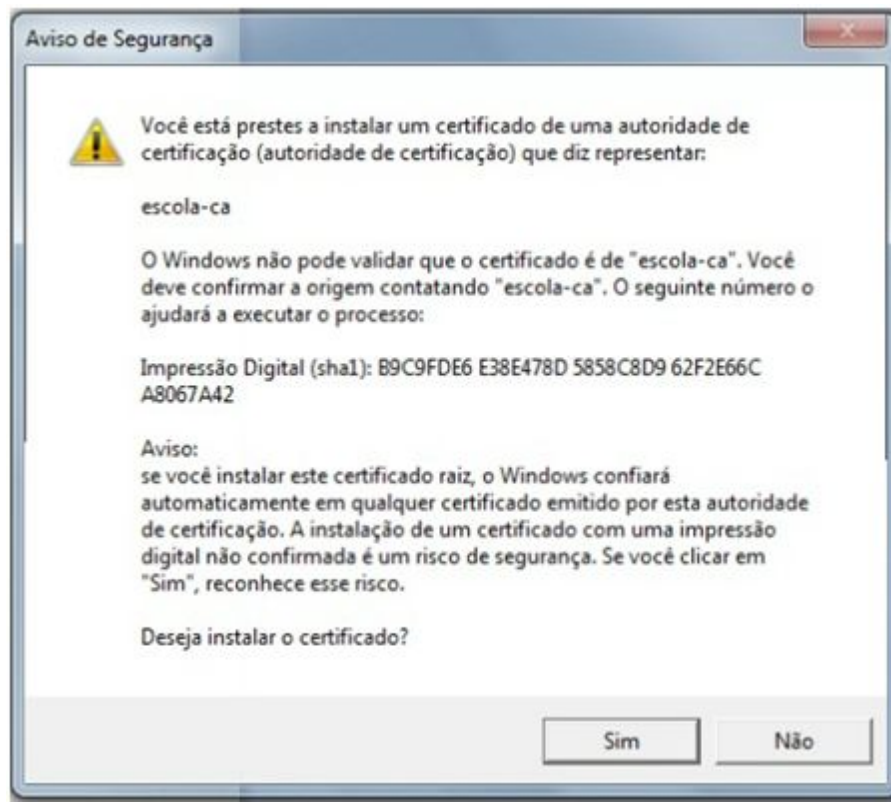 Aviso de Segurança
Você está prestes a instalar um certificado de uma autoridade de
certificação (autoridade de certificação) que diz representar:
escola-ca
O Windows não pode validar que o certificado é de "escola-ca". Você
deve confirmar a origem contatando "escola-ca". O seguinte número o
ajudará a executar o processo:
Impressão Digital (sha1): B9C9FDE6 E38E478D 5858C8D9 62F2E66C
A8067A42
Aviso:
se você instalar este certificado raiz, o Windows confiará
automaticamente em qualquer certificado emitido por esta autoridade
de certificação. A instalação de um certificado com uma impressão
digital não confirmada é um risco de segurança. Se você clicar em
"Sim", reconhece esse risco.
Deseja instalar o certificado?
Sim
Não